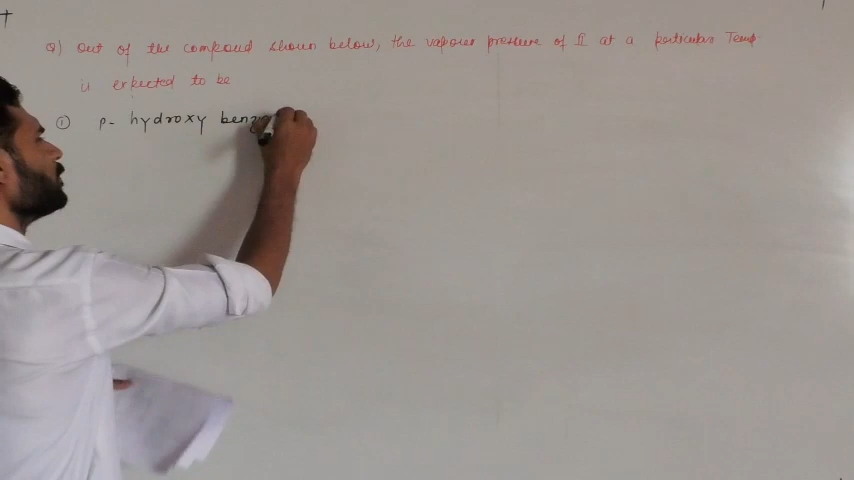 Q) Out of the compound shown below, the vapour pressure of II at a particular Temp.
is expected to be
① p- hydroxy benz